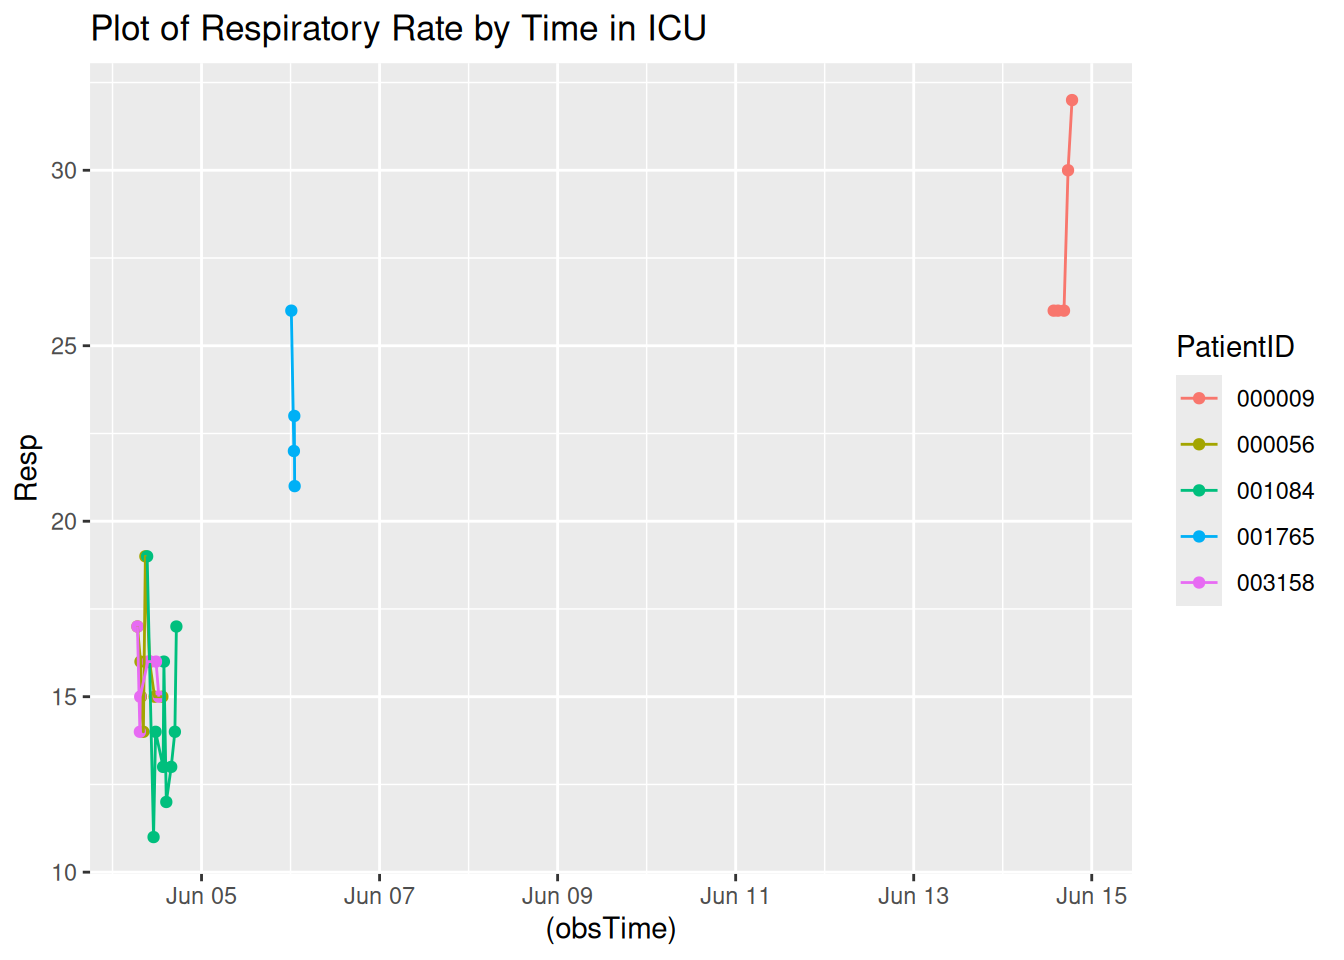 Plot of Respiratory Rate by Time in ICU
30
25
20
15
10
Resp
Jun 05 Jun 07 Jun 09 Jun 11 Jun 13 Jun 15
(obsTime)
PatientID
000009
000056
001084
001765
003158